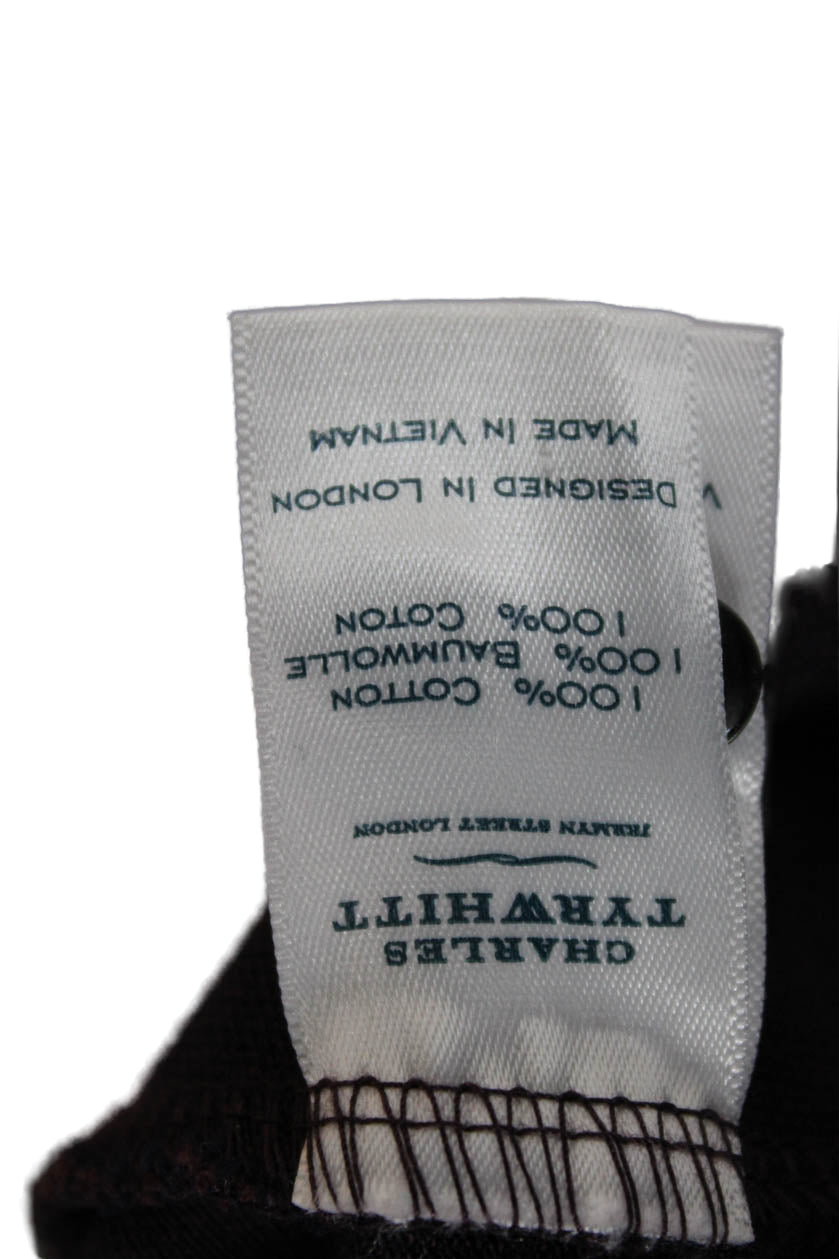 CHARLES
TYRWHITT
JERMYN STREET LONDON
100% COTTON
100% BAUMWOLLE
100% COTON
DESIGNED IN LONDON
MADE IN VIETNAM